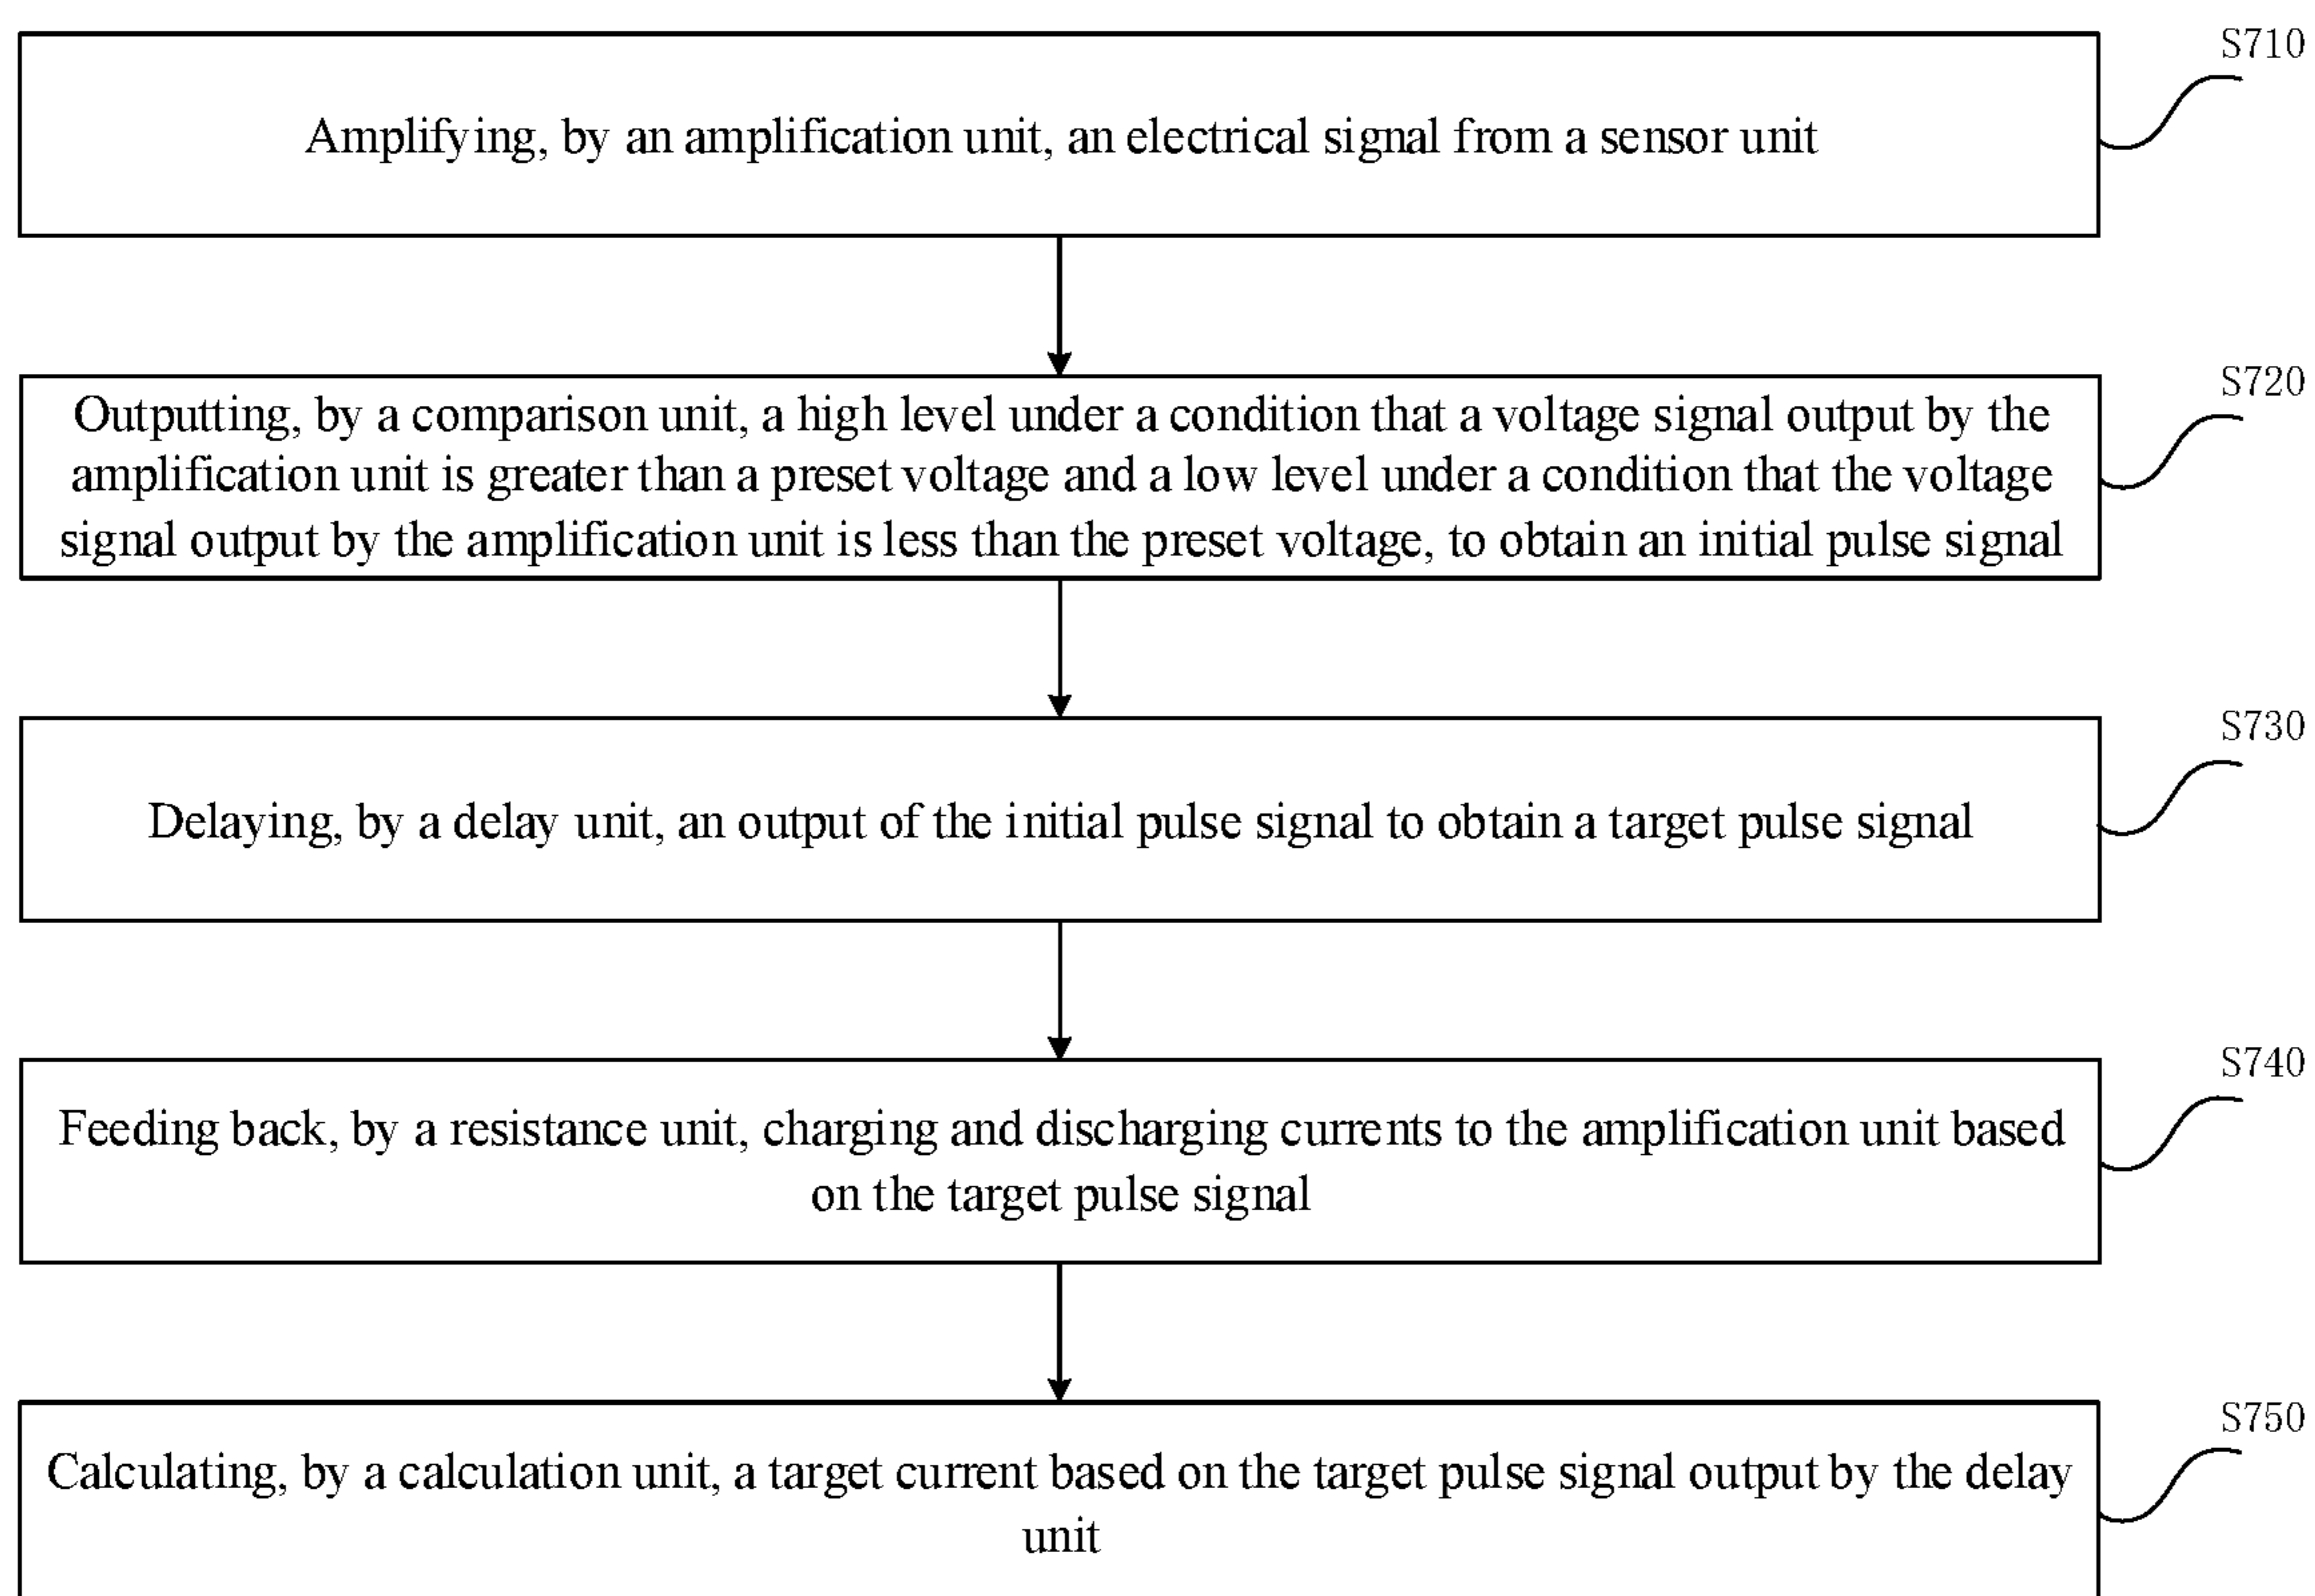 S710
Amplifying, by an amplification unit, an electrical signal from a sensor unit
S720
Outputting, by a comparison unit, a high level under a condition that a voltage signal output by the
amplification unit is greater than a preset voltage and a low level under a condition that the voltage
signal output by the amplification unit is less than the preset voltage, to obtain an initial pulse signal
S730
Delaying, by a delay unit, an output of the initial pulse signal to obtain a target pulse signal
S740
Feeding back, by a resistance unit, charging and discharging currents to the amplification unit based
on the target pulse signal
S750
Calculating, by a calculation unit, a target current based on the target pulse signal output by the delay
unit